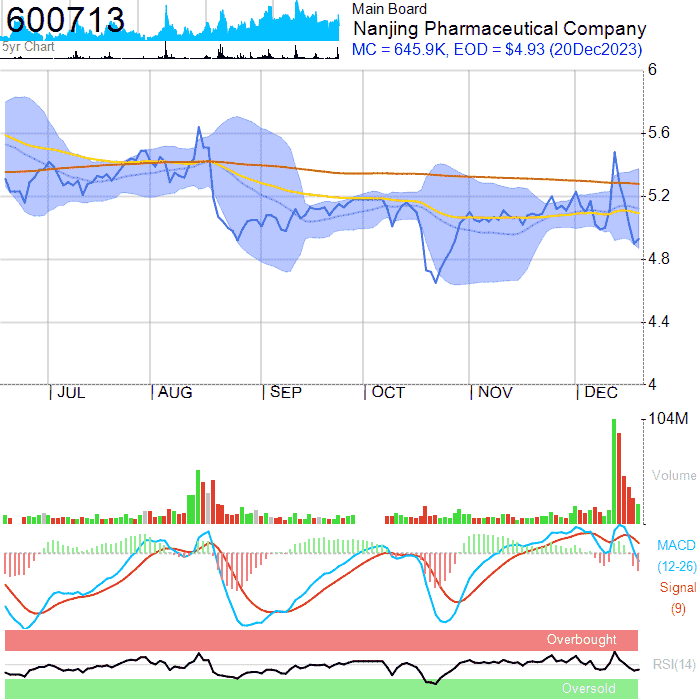 600713
5yr Chart
Main Board
Nanjing Pharmaceutical Company
MC = 645.9K, EOD = $4.93 (20Dec2023)
6
5.6
5.2
4.8
4.4
4
JUL
AUG
SEP
OCT
NOV
DEC
104M
Volume
MACD
(12-26)
Signal
(9)
Overbought
RSI(14)
Oversold